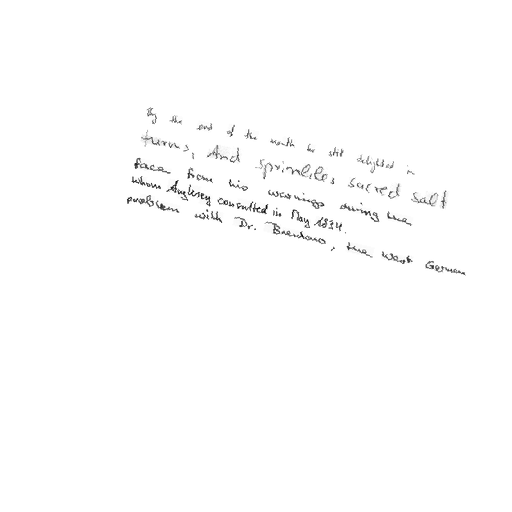 By the end of the month he still delighted in
turns; And sprinkles sacred salt
face from his warnings during the
whom Anglesey consulted in May 1834.
problem with Dr. Brentano, the West German